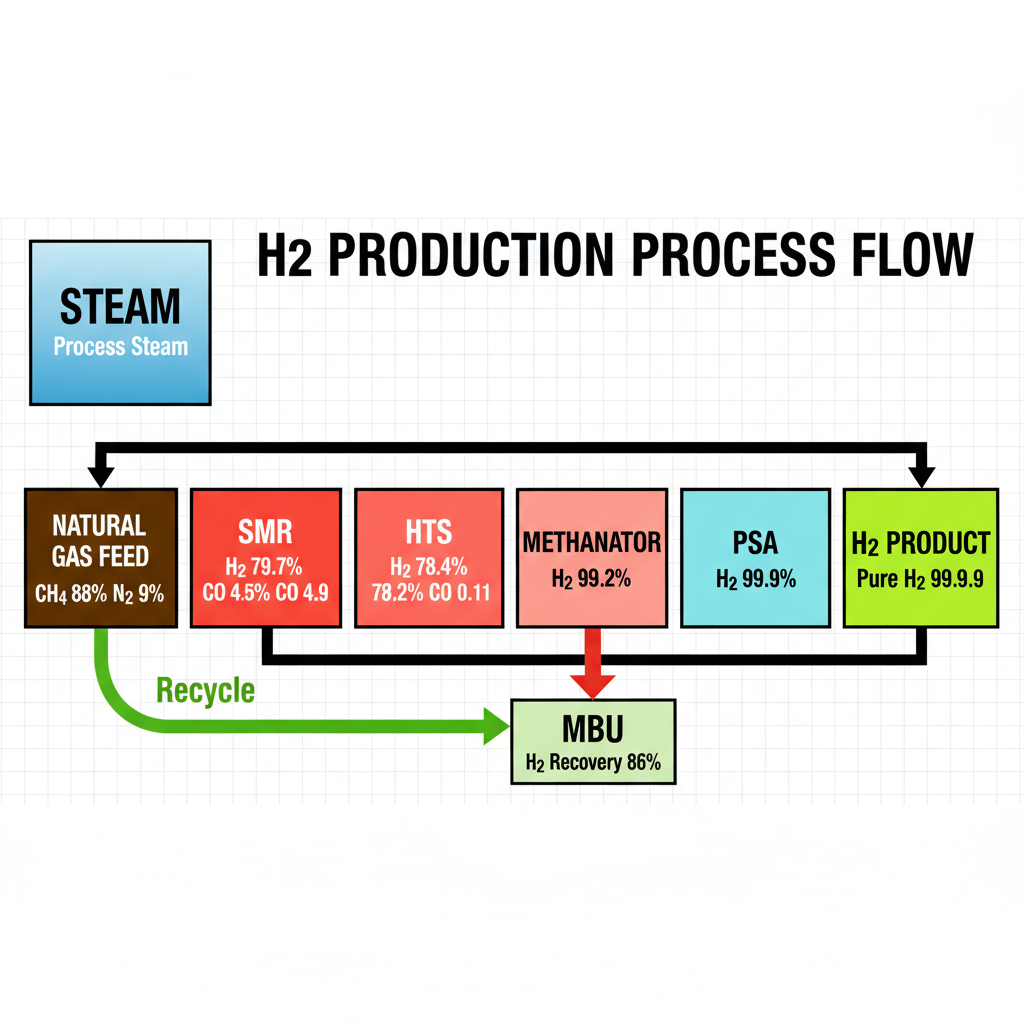 H2 PRODUCTION PROCESS FLOW
STEAM
Process Steam
NATURAL
GAS FEED
CH₄ 88% N₂ 9%
SMR
H₂ 79.7%
CO 4.5% CO 4.9
HTS
H₂ 78.4%
78.2% CO 0.11
METHANATOR
H₂ 99.2%
PSA
H₂ 99.9%
H₂ PRODUCT
Pure H₂ 99.9.9
Recycle
MBU
H₂ Recovery 86%